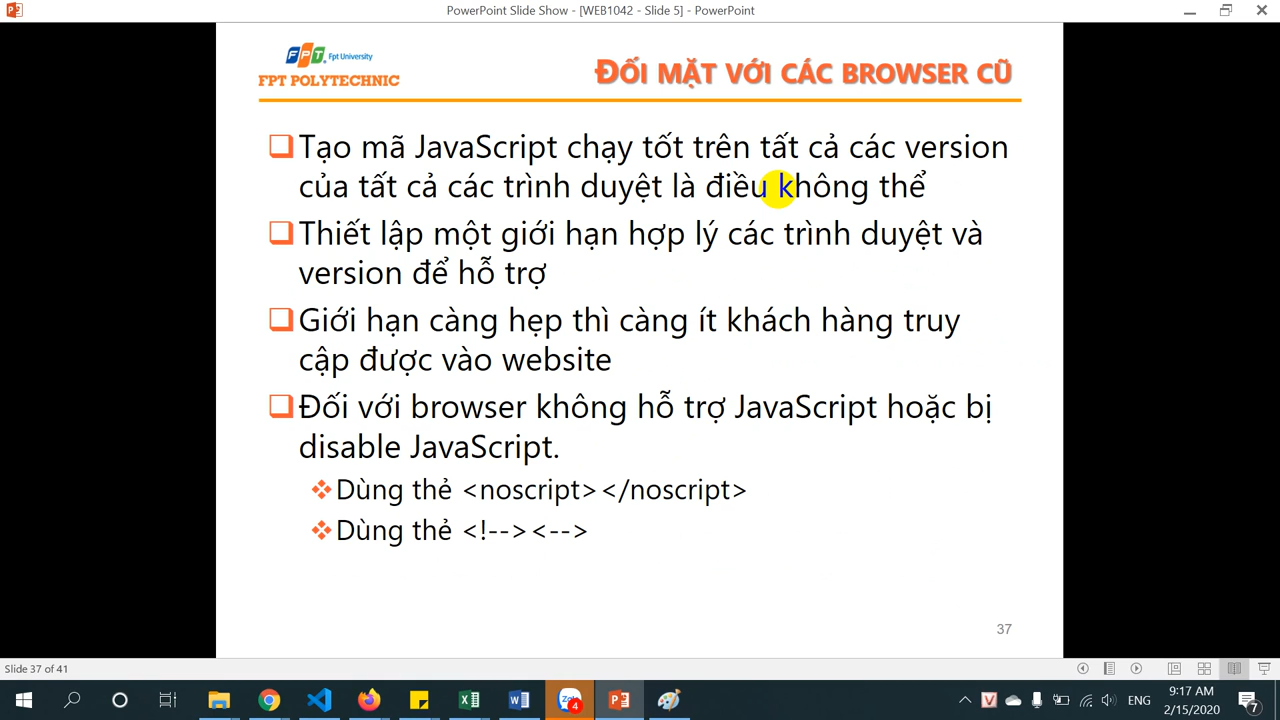 PowerPoint Slide Show - [WEB1042 - Slide 5] - PowerPoint
FPT Fpt University
FPT POLYTECHNIC
ĐỐI MẶT VỚI CÁC BROWSER CŨ
Tạo mã JavaScript chạy tốt trên tất cả các version
của tất cả các trình duyệt là điều không thể
Thiết lập một giới hạn hợp lý các trình duyệt và
version để hỗ trợ
Giới hạn càng hẹp thì càng ít khách hàng truy
cập được vào website
Đối với browser không hỗ trợ JavaScript hoặc bị
disable JavaScript.
Dùng thẻ <noscript></noscript>
Dùng thẻ <!--><-->
37
Slide 37 of 41
4
ENG
9:17 AM
2/15/2020
7